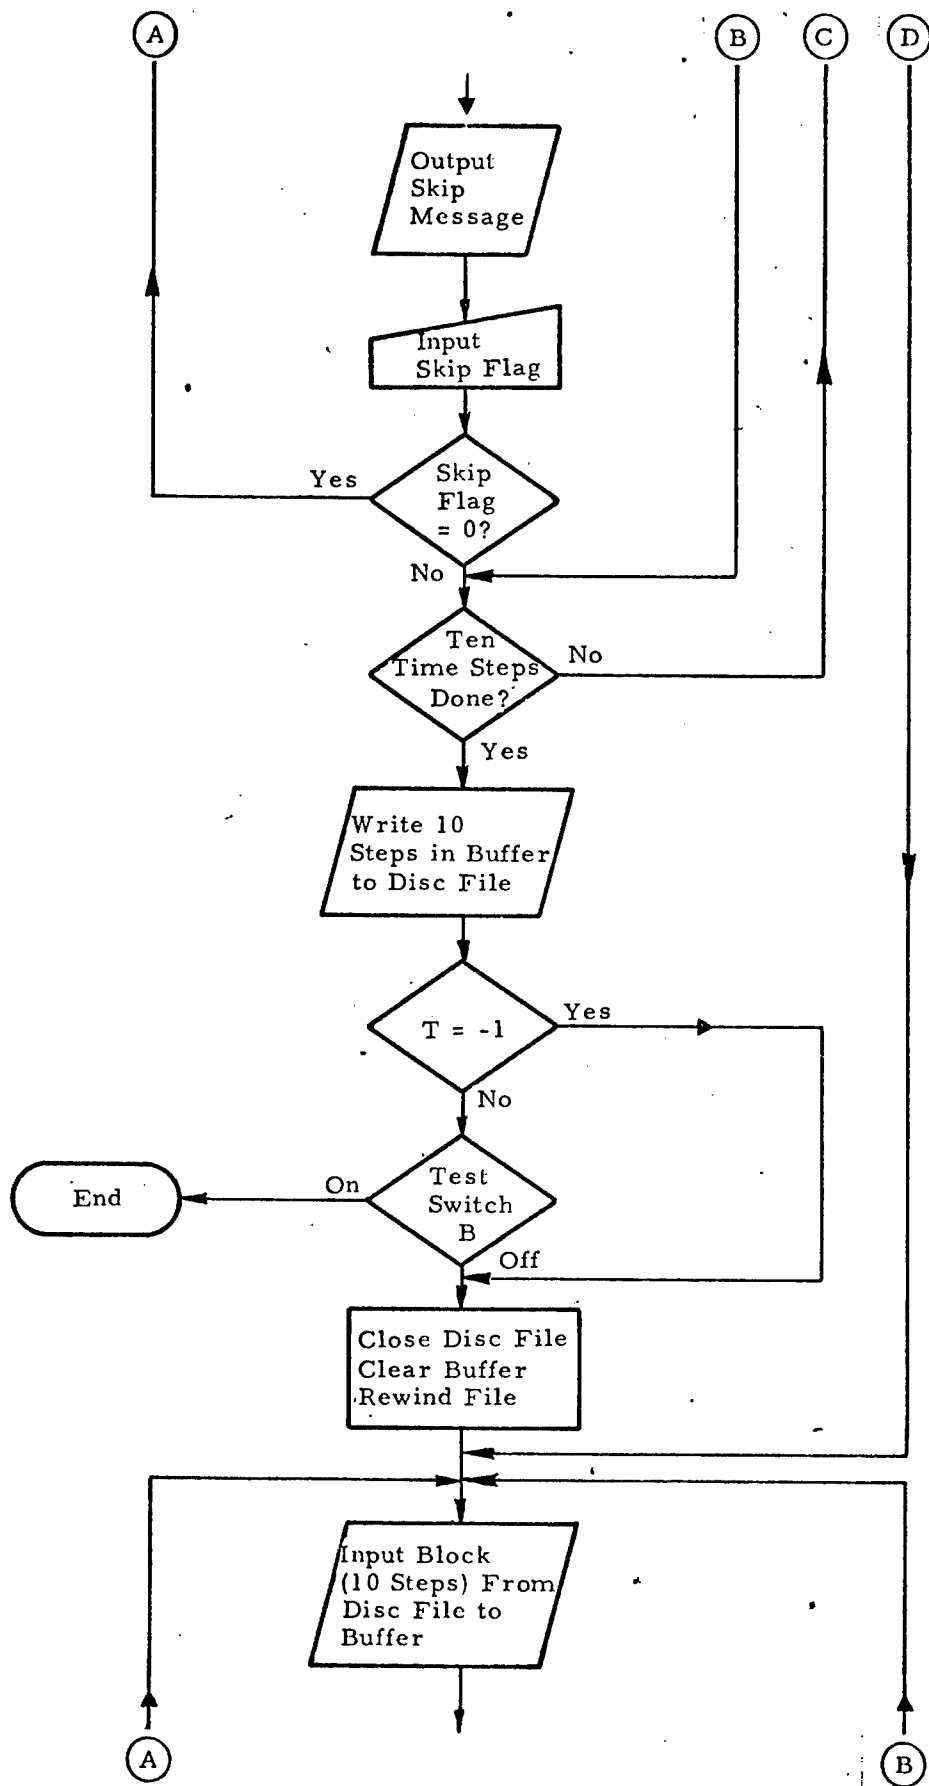 A
B
C
D
Output
Skip
Message
Input
Skip Flag
Yes
Skip
Flag
= 0?
No
Ten
Time Steps
Done?
No
Yes
Write 10
Steps in Buffer
to Disc File
T = -1
Yes
No
End
On
Test
Switch
B
Off
Close Disc File
Clear Buffer
Rewind File
Input Block
(10 Steps) From
Disc File to
Buffer
A
B